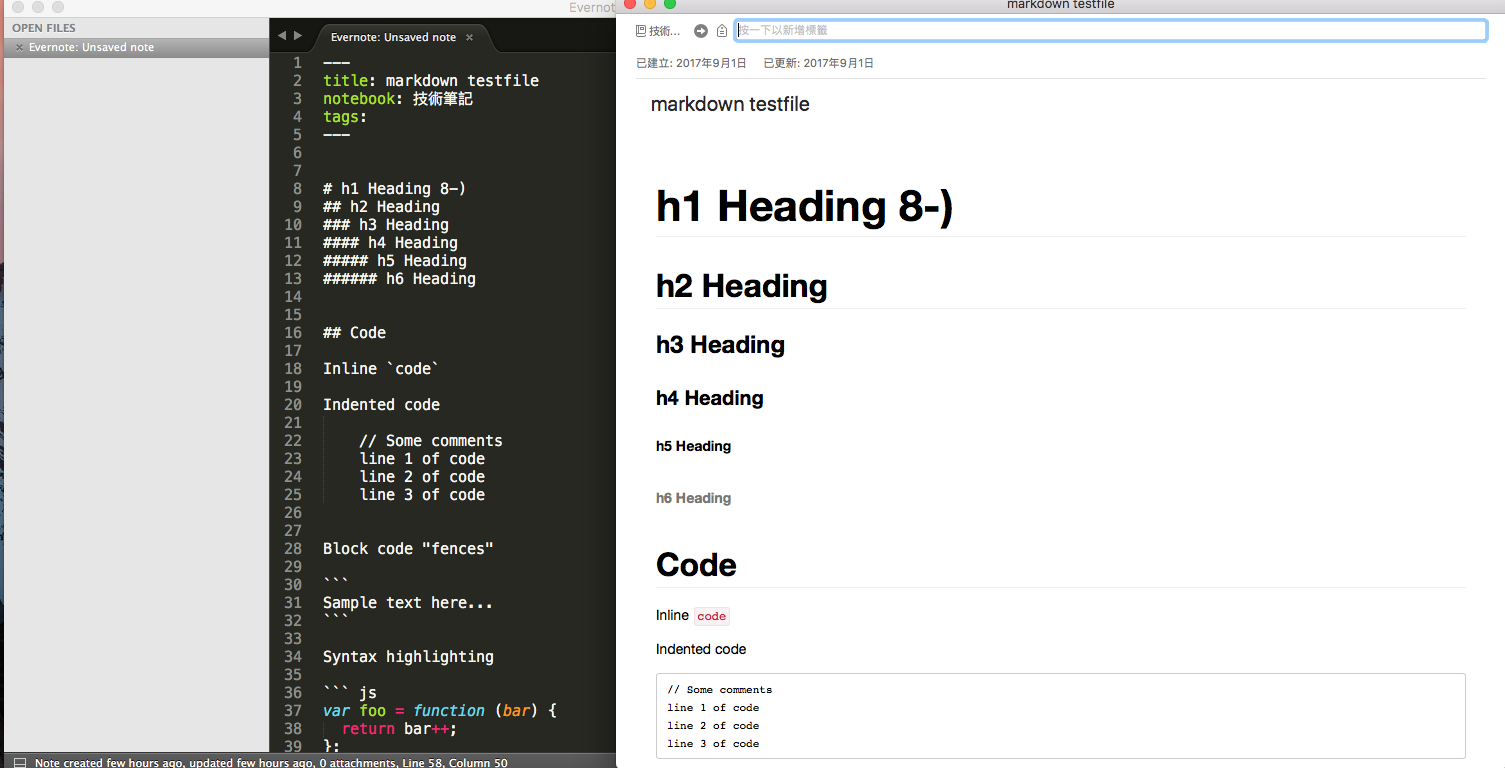 Evernot
OPEN FILES
× Evernote: Unsaved note
Evernote: Unsaved note ×
1 ---
2 title: markdown testfile
3 notebook: 技術筆記
4 tags:
5 ---
6
7
8 # h1 Heading 8-)
9 ## h2 Heading
10 ### h3 Heading
11 #### h4 Heading
12 ##### h5 Heading
13 ###### h6 Heading
14
15
16 ## Code
17
18 Inline `code`
19
20 Indented code
21
22     // Some comments
23     line 1 of code
24     line 2 of code
25     line 3 of code
26
27
28 Block code "fences"
29
30 ```
31 Sample text here...
32 ```
33
34 Syntax highlighting
35
36 ``` js
37 var foo = function (bar) {
38   return bar++;
39 };
Note created few hours ago, updated few hours ago, 0 attachments, Line 58, Column 50
markdown testfile
技術... 按一下以新增標籤
已建立: 2017年9月1日 已更新: 2017年9月1日
markdown testfile
h1 Heading 8-)
h2 Heading
h3 Heading
h4 Heading
h5 Heading
h6 Heading
Code
Inline code
Indented code
// Some comments
line 1 of code
line 2 of code
line 3 of code